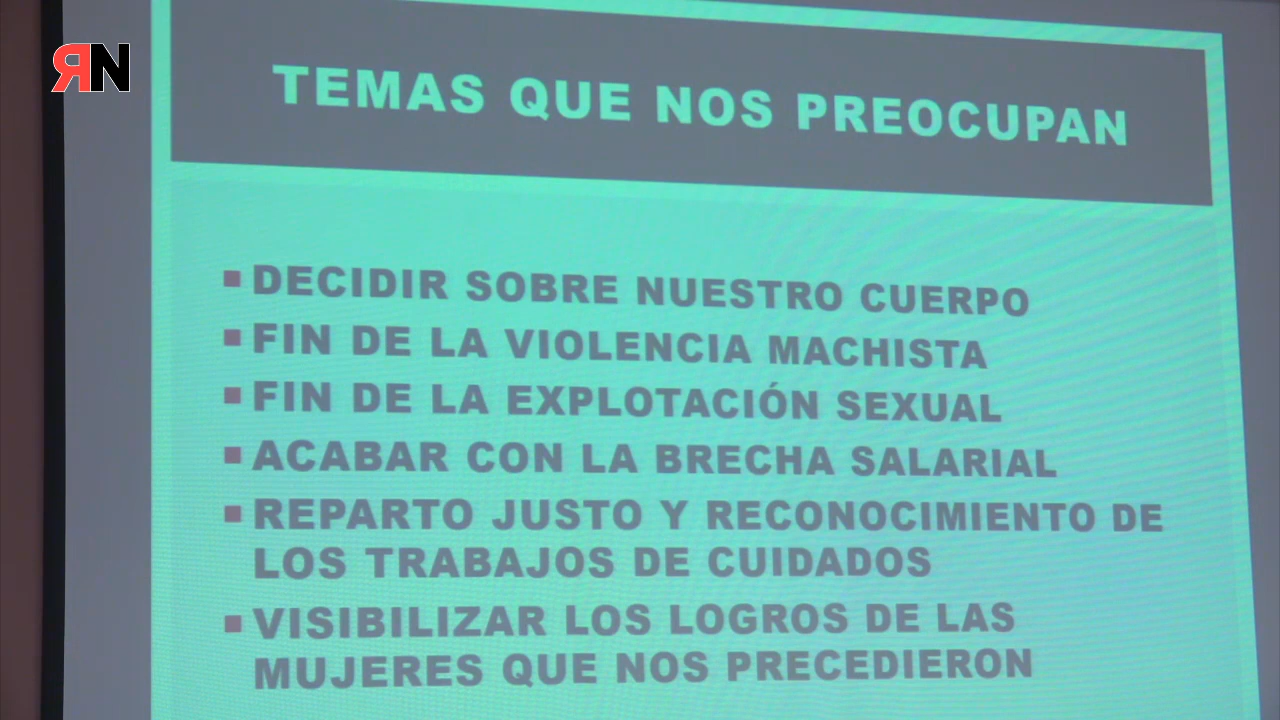 RN
TEMAS QUE NOS PREOCUPAN
▪ DECIDIR SOBRE NUESTRO CUERPO
▪ FIN DE LA VIOLENCIA MACHISTA
▪ FIN DE LA EXPLOTACIÓN SEXUAL
▪ ACABAR CON LA BRECHA SALARIAL
▪ REPARTO JUSTO Y RECONOCIMIENTO DE
LOS TRABAJOS DE CUIDADOS
▪ VISIBILIZAR LOS LOGROS DE LAS
MUJERES QUE NOS PRECEDIERON